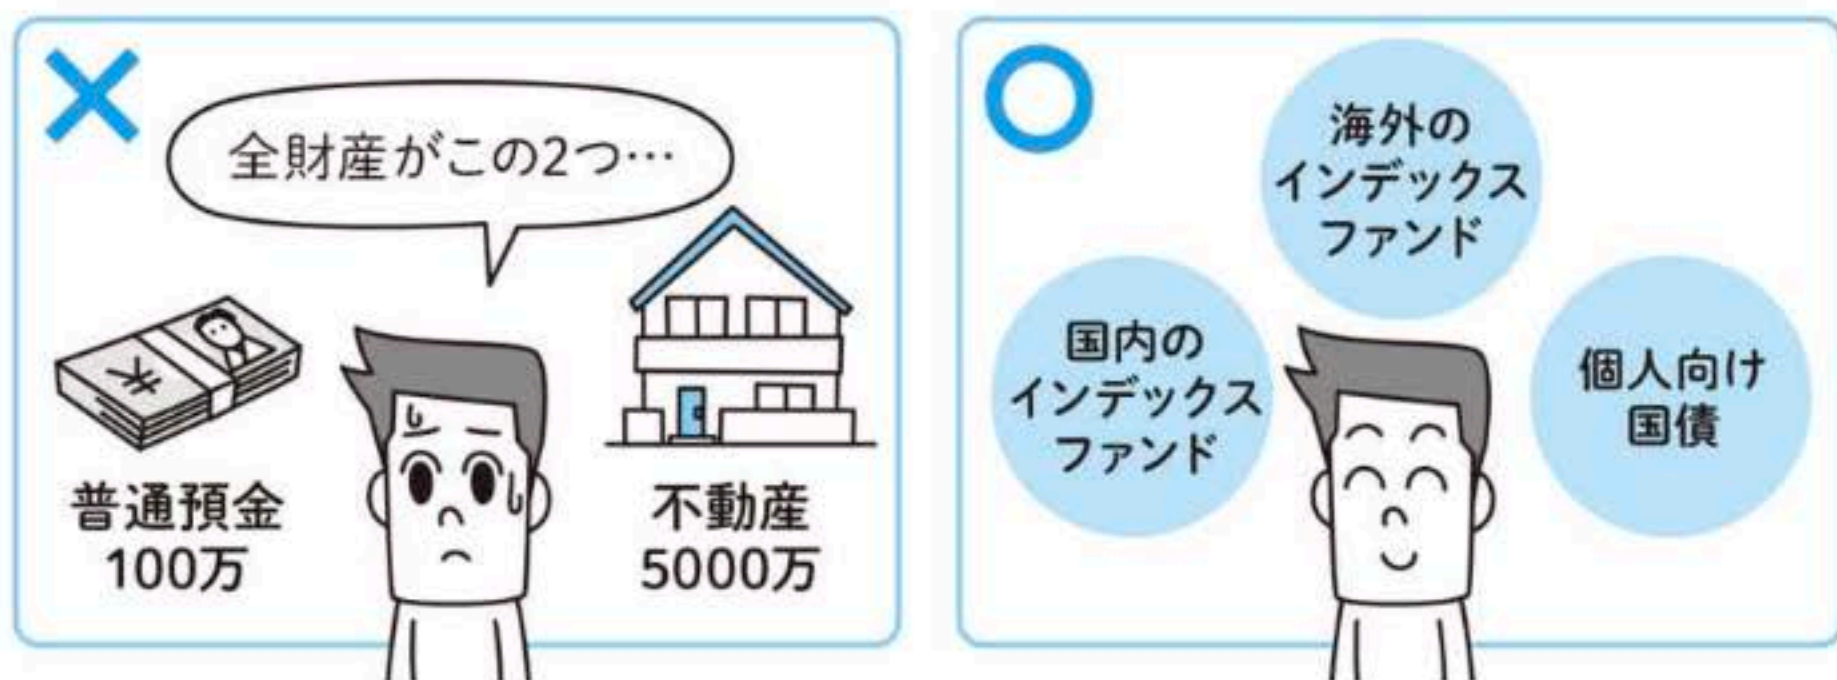 全財産がこの2つ…
普通預金
100万
不動産
5000万
海外の
インデックス
ファンド
国内の
インデックス
ファンド
個人向け
国債